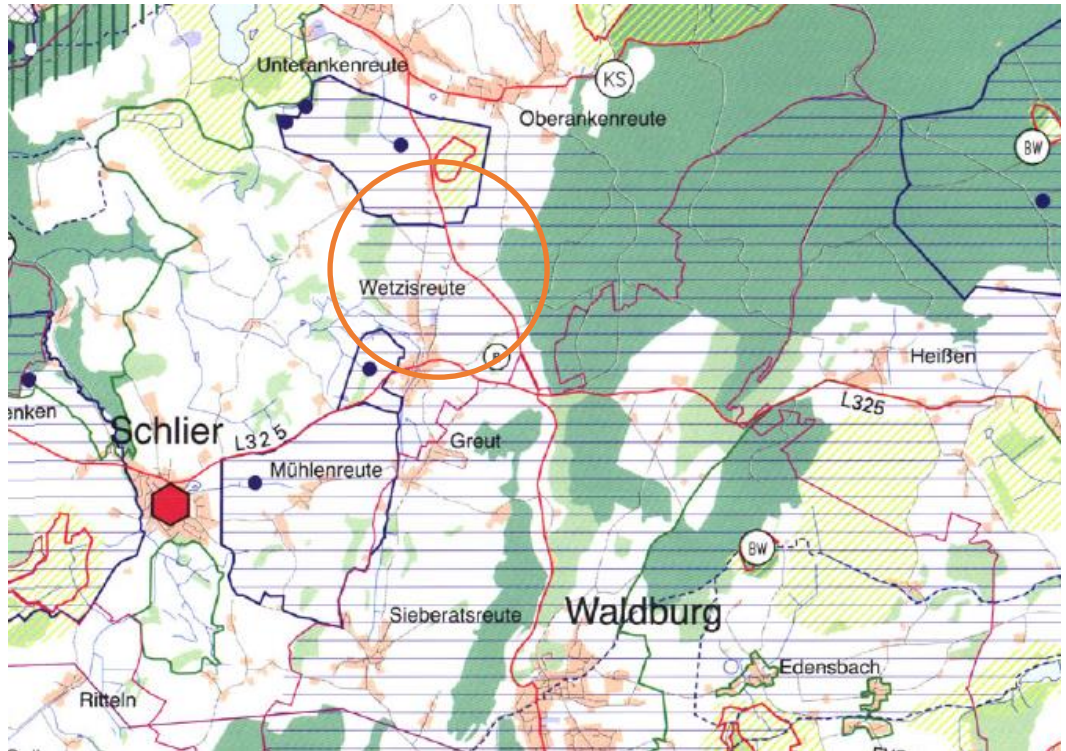 Unterankenreute
KS
Oberankenreute
BW
Wetzisreute
Heißen
enken
L325
Schlier
L325
Greut
Mühlenreute
BW
Sieberatsreute
Waldburg
Edensbach
Ritteln